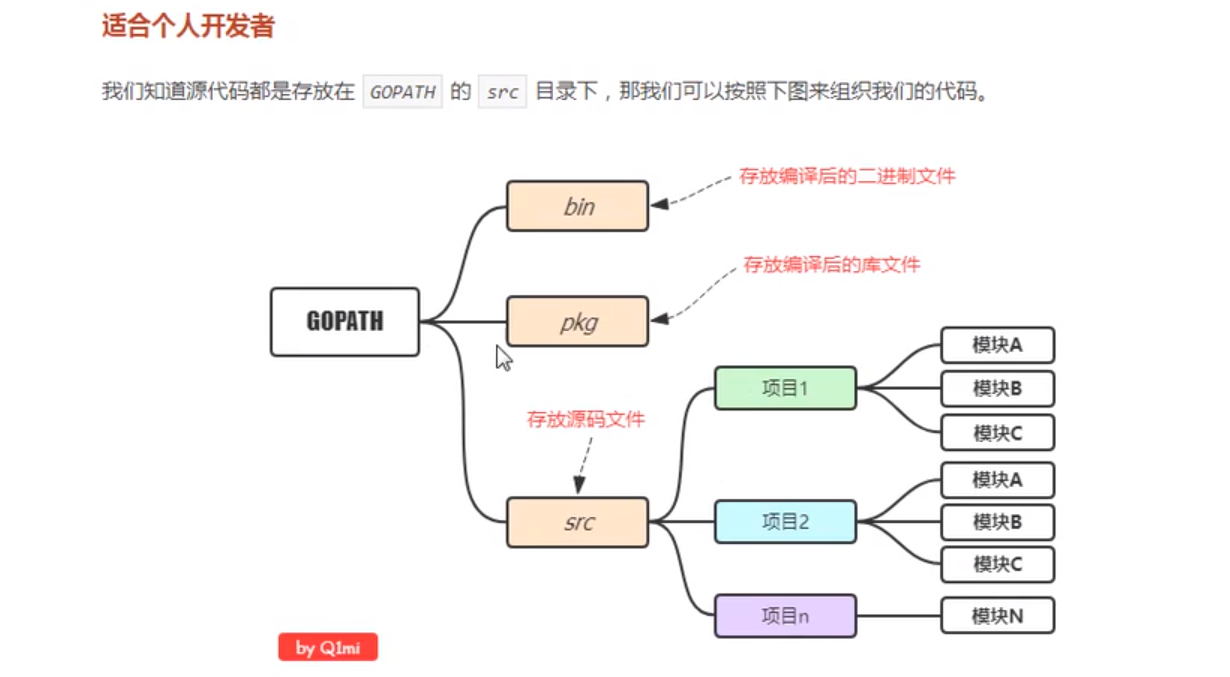 适合个人开发者
我们知道源代码都是存放在 GOPATH 的 src 目录下，那我们可以按照下图来组织我们的代码。
存放编译后的二进制文件
bin
存放编译后的库文件
GOPATH
pkg
模块A
项目1
模块B
存放源码文件
模块C
模块A
src
项目2
模块B
模块C
项目n
模块N
by Q1mi